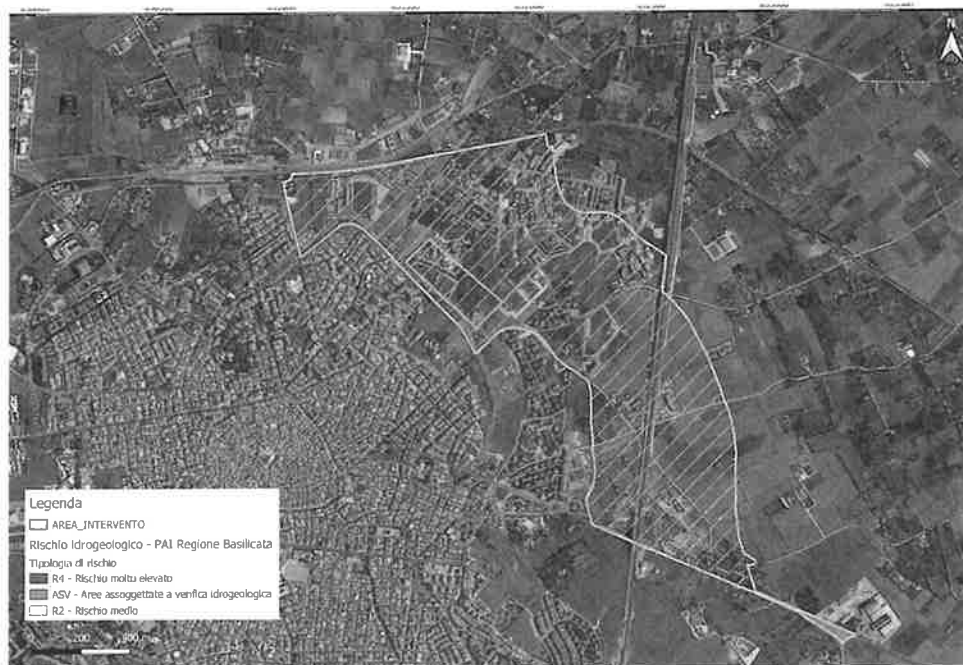 N
Legenda
AREA_INTERVENTO
Rischio idrogeologico - PAI Regione Basilicata
Tipologia di rischio
R4 - Rischio molto elevato
ASV - Aree assoggettate a verifica idrogeologica
R2 - Rischio medio
200